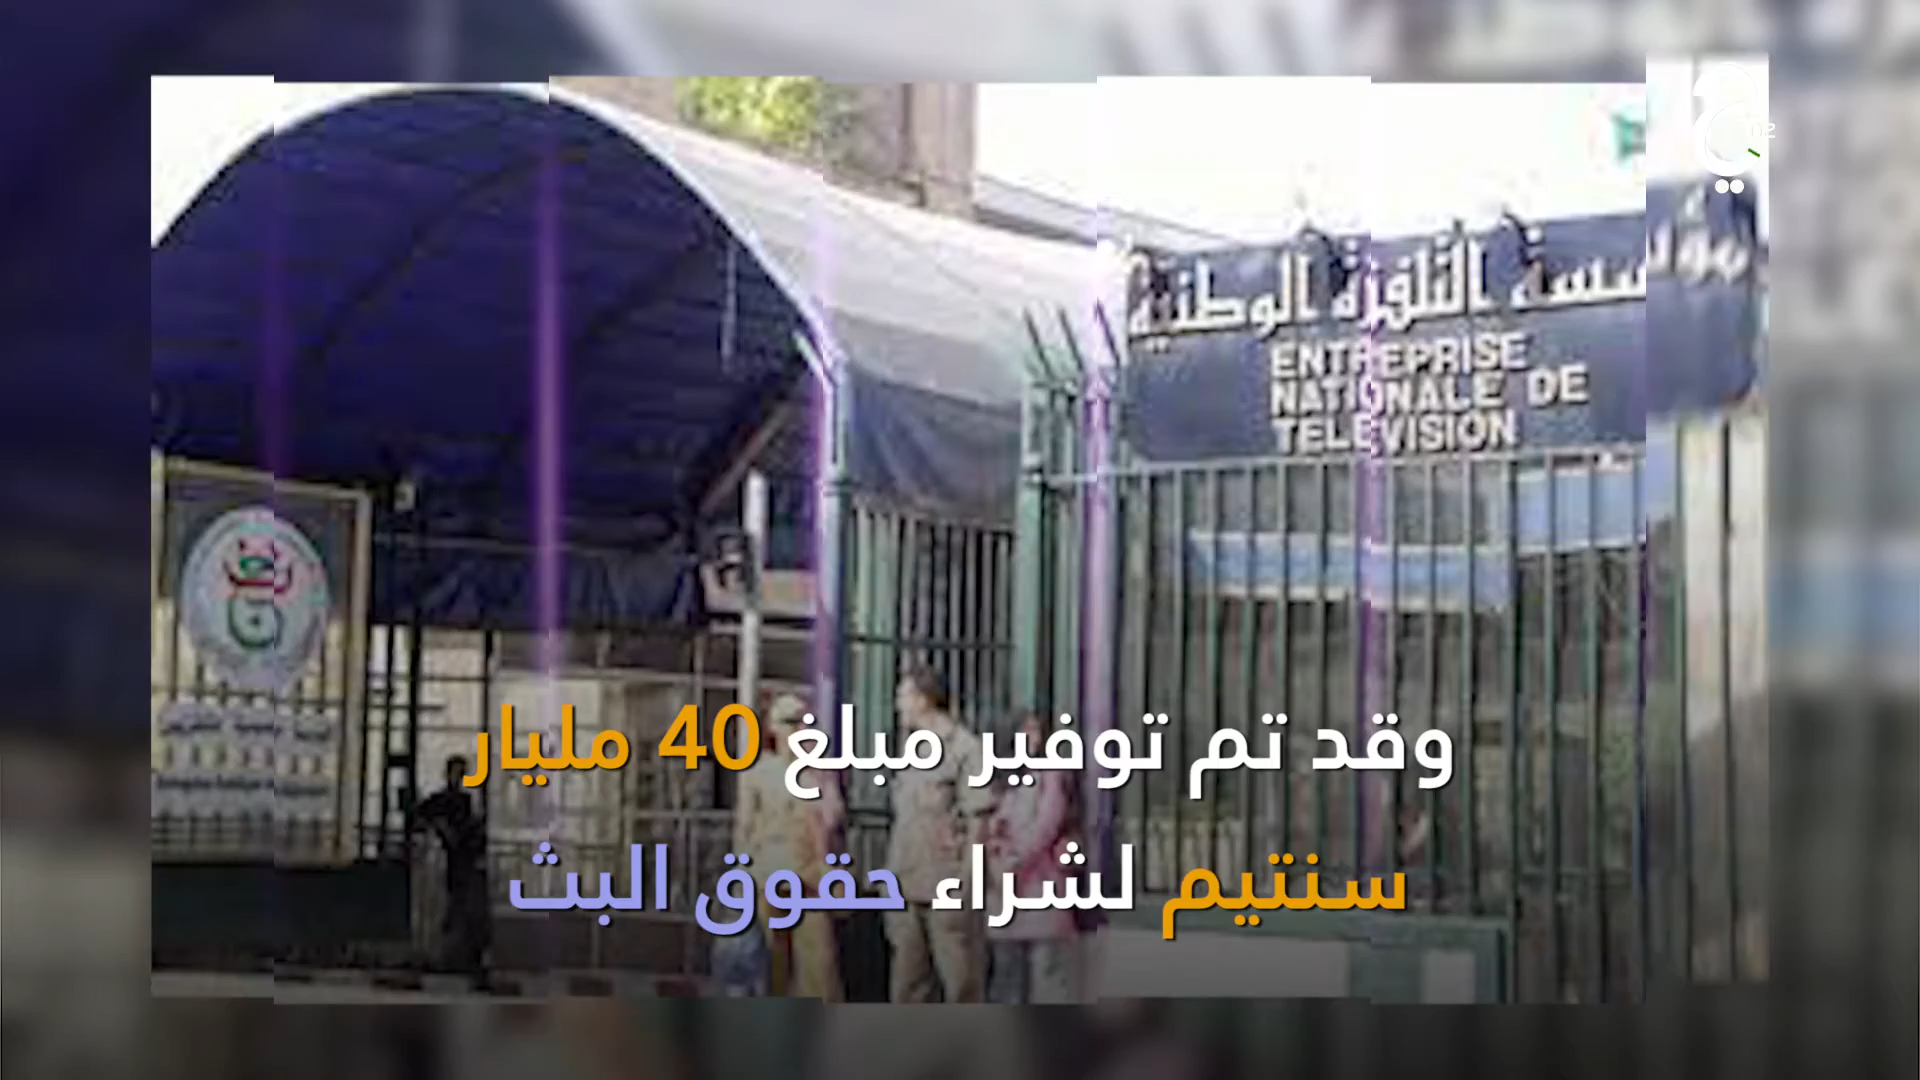 مؤسسة التلفزة الوطنية
ENTREPRISE
NATIONALE DE
TELEVISION
وقد تم توفير مبلغ 40 مليار
سنتيم لشراء حقوق البث